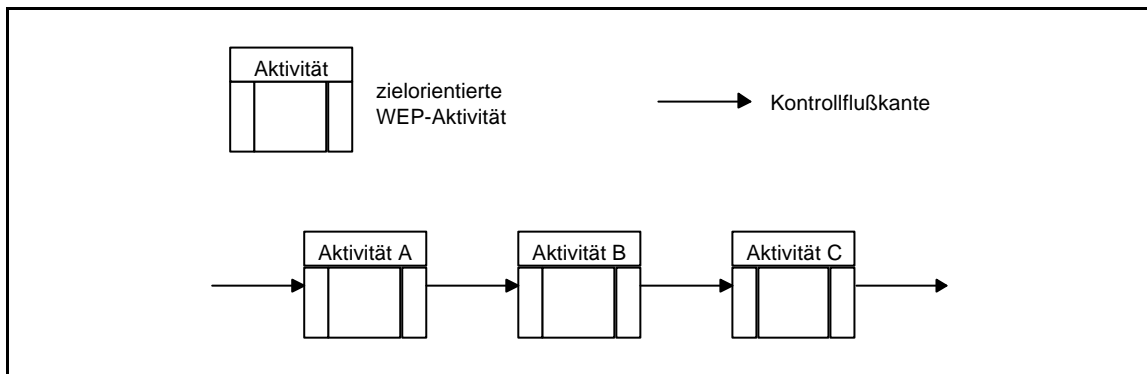 Aktivität
zielorientierte
WEP-Aktivität
Kontrollflußkante
Aktivität A
Aktivität B
Aktivität C